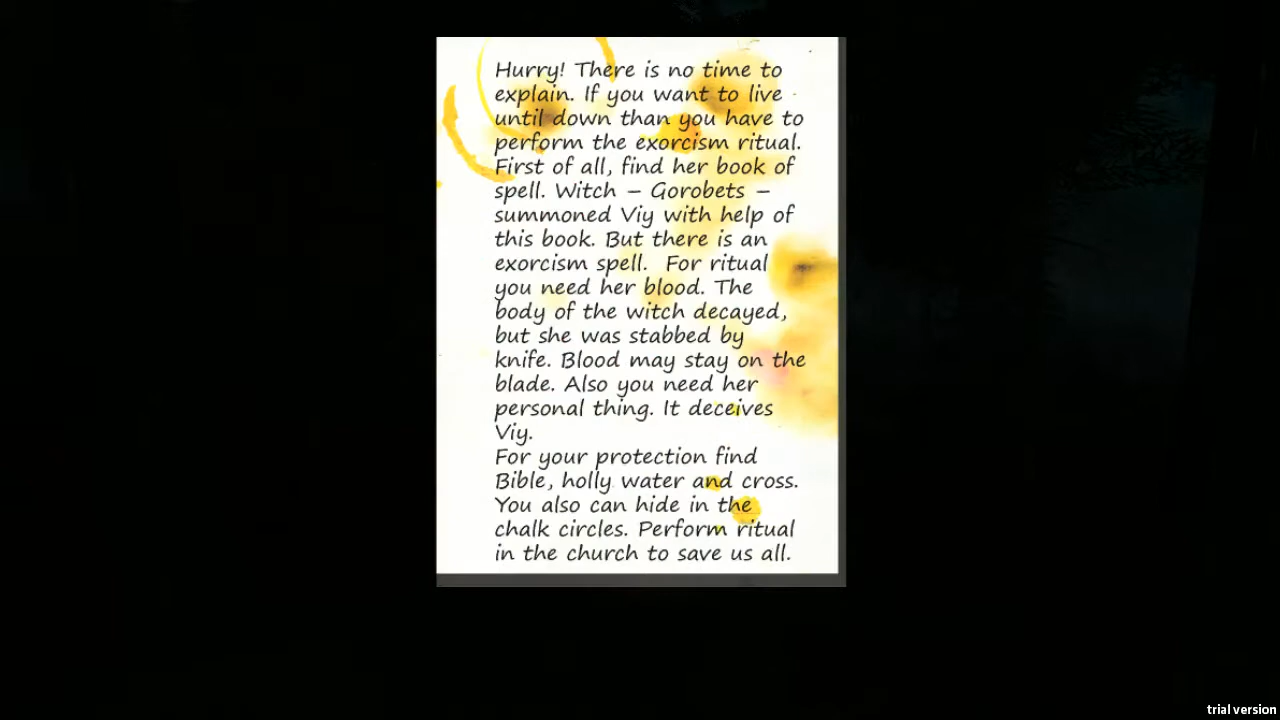 Hurry! There is no time to
explain. If you want to live
until down than you have to
perform the exorcism ritual.
First of all, find her book of
spell. Witch – Gorobets –
summoned Viy with help of
this book. But there is an
exorcism spell.  For ritual
you need her blood. The
body of the witch decayed,
but she was stabbed by
knife. Blood may stay on the
blade. Also you need her
personal thing. It deceives
Viy.
For your protection find
Bible, holly water and cross.
You also can hide in the
chalk circles. Perform ritual
in the church to save us all.
trial version